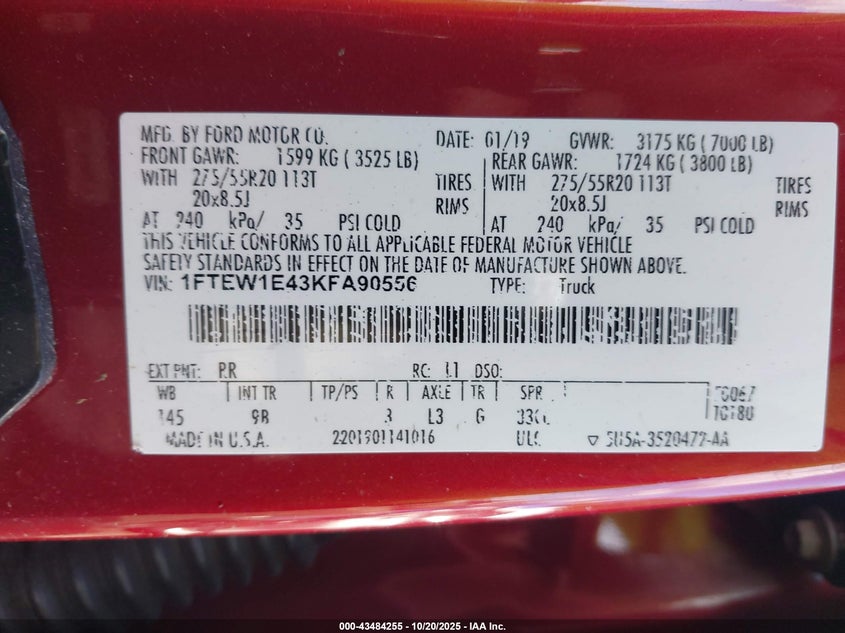 MFG. BY FORD MOTOR CO. DATE: 01/19 GVWR: 3175 KG ( 7000 LB)
FRONT GAWR: 1599 KG ( 3525 LB) REAR GAWR: 1724 KG ( 3800 LB)
WITH 275/55R20 113T TIRES WITH 275/55R20 113T TIRES
20x8.5J RIMS 20x8.5J RIMS
AT 240 kPa/ 35 PSI COLD AT 240 kPa/ 35 PSI COLD
THIS VEHICLE CONFORMS TO ALL APPLICABLE FEDERAL MOTOR VEHICLE
SAFETY STANDARDS IN EFFECT ON THE DATE OF MANUFACTURE SHOWN ABOVE.
VIN: 1FTEW1E43KFA90556 TYPE: Truck
EXT PNT: RR RC: 11 DSO:
WB INT TR TP/PS R AXLE TR SPR
145 9B 3 L3 G
MADE IN U.S.A. 2201901141016
000-43484255 - 10/20/2025 - IAA Inc.